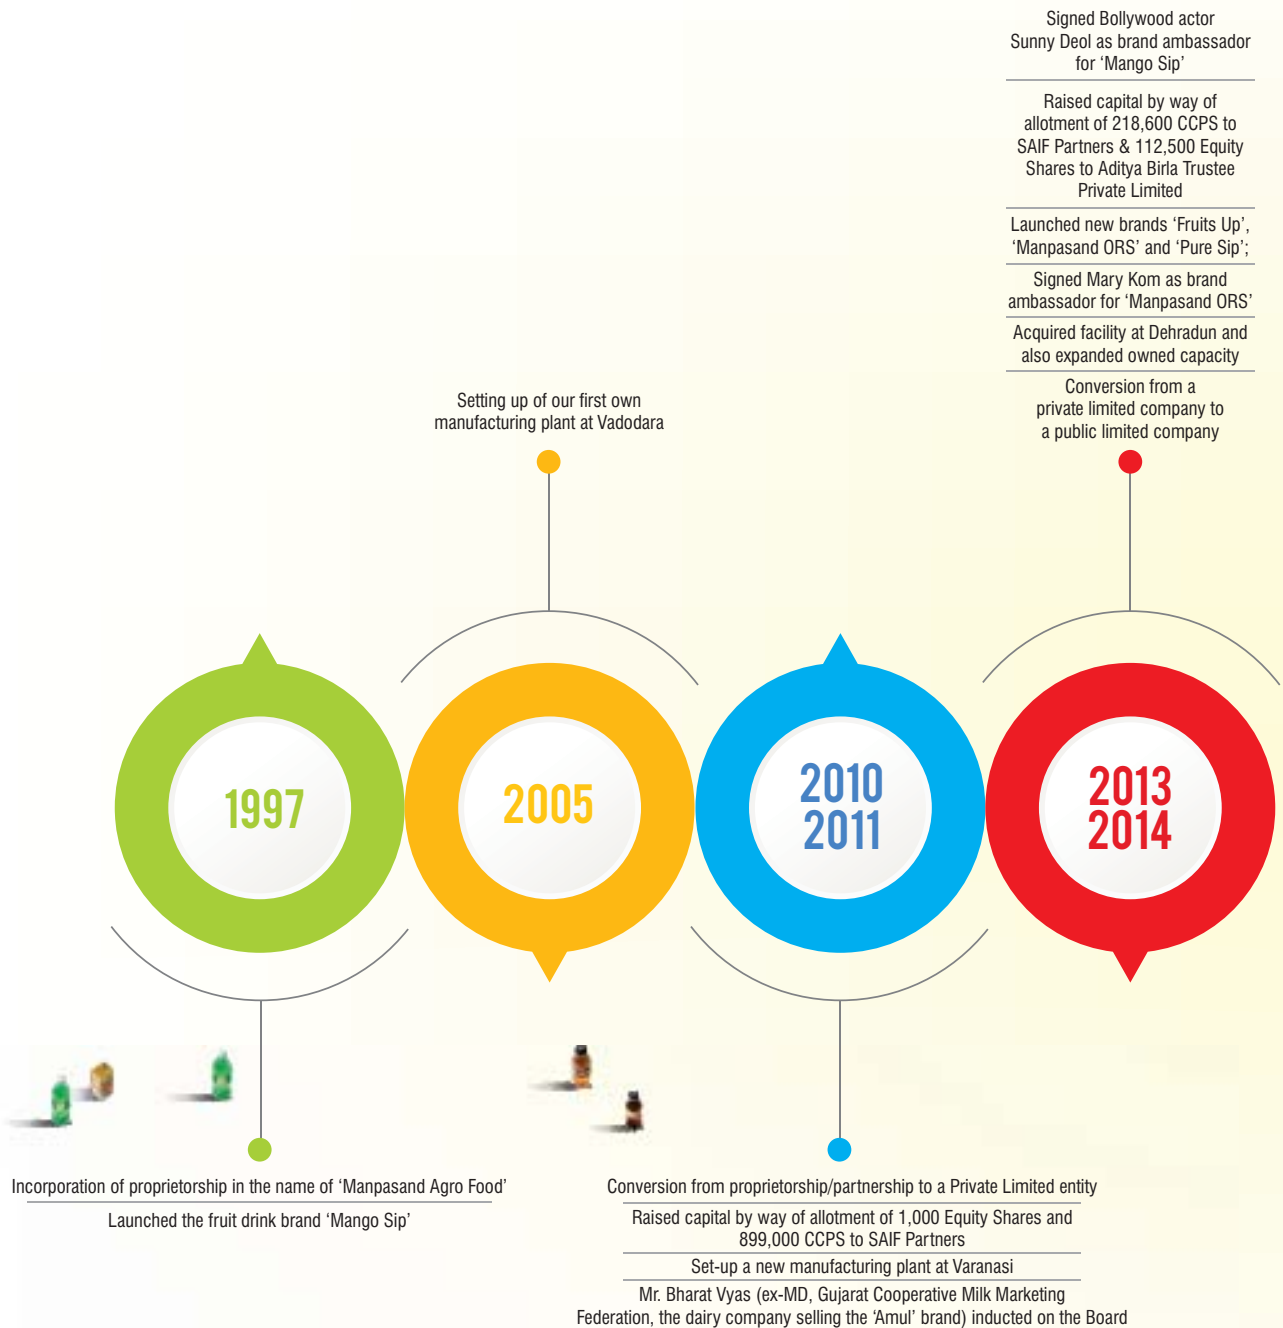 Signed Bollywood actor
Sunny Deol as brand ambassador
for ‘Mango Sip’
Raised capital by way of
allotment of 218,600 CCPS to
SAIF Partners & 112,500 Equity
Shares to Aditya Birla Trustee
Private Limited
Launched new brands ‘Fruits Up’,
‘Manpasand ORS’ and ‘Pure Sip’;
Signed Mary Kom as brand
ambassador for ‘Manpasand ORS’
Acquired facility at Dehradun and
also expanded owned capacity
Conversion from a
private limited company to
a public limited company
Setting up of our first own
manufacturing plant at Vadodara
1997
2005
2010
2011
2013
2014
Incorporation of proprietorship in the name of ‘Manpasand Agro Food’
Launched the fruit drink brand ‘Mango Sip’
Conversion from proprietorship/partnership to a Private Limited entity
Raised capital by way of allotment of 1,000 Equity Shares and
899,000 CCPS to SAIF Partners
Set-up a new manufacturing plant at Varanasi
Mr. Bharat Vyas (ex-MD, Gujarat Cooperative Milk Marketing
Federation, the dairy company selling the ‘Amul’ brand) inducted on the Board